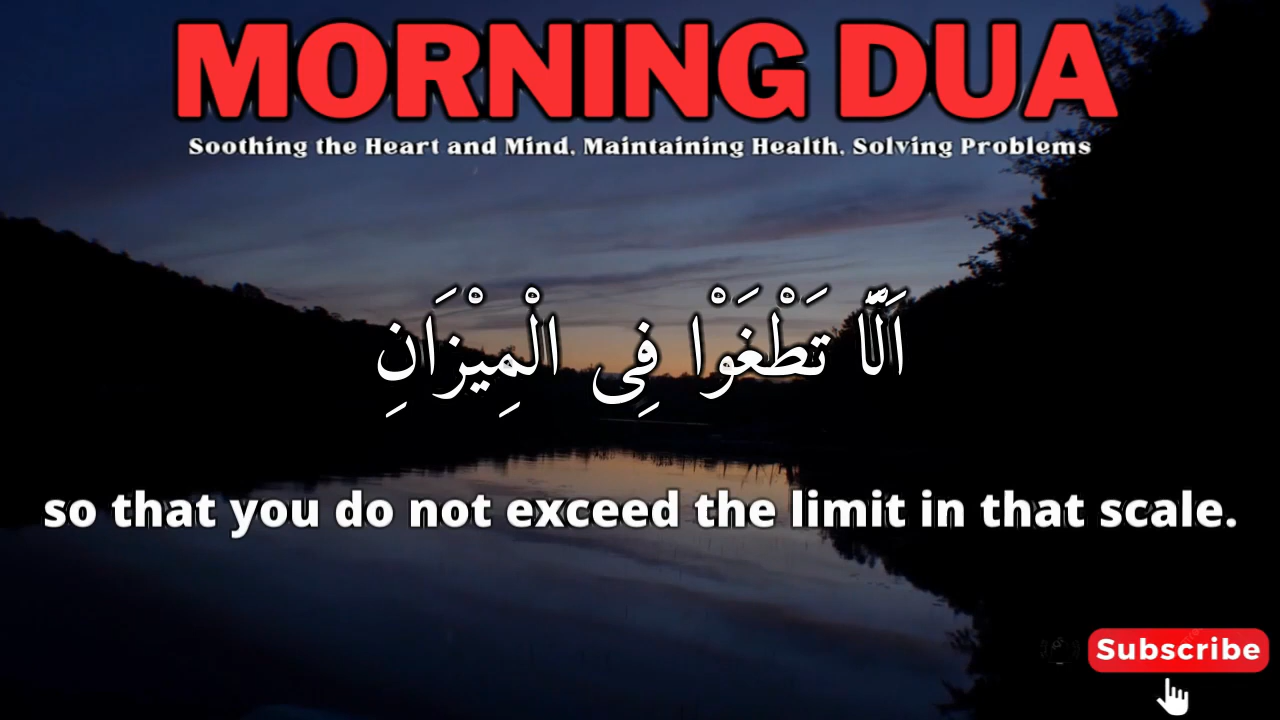 MORNING DUA
Soothing the Heart and Mind, Maintaining Health, Solving Problems
اَلَّا تَطْغَوْا فِى الْمِيْزَانِ
so that you do not exceed the limit in that scale.
Subscribe